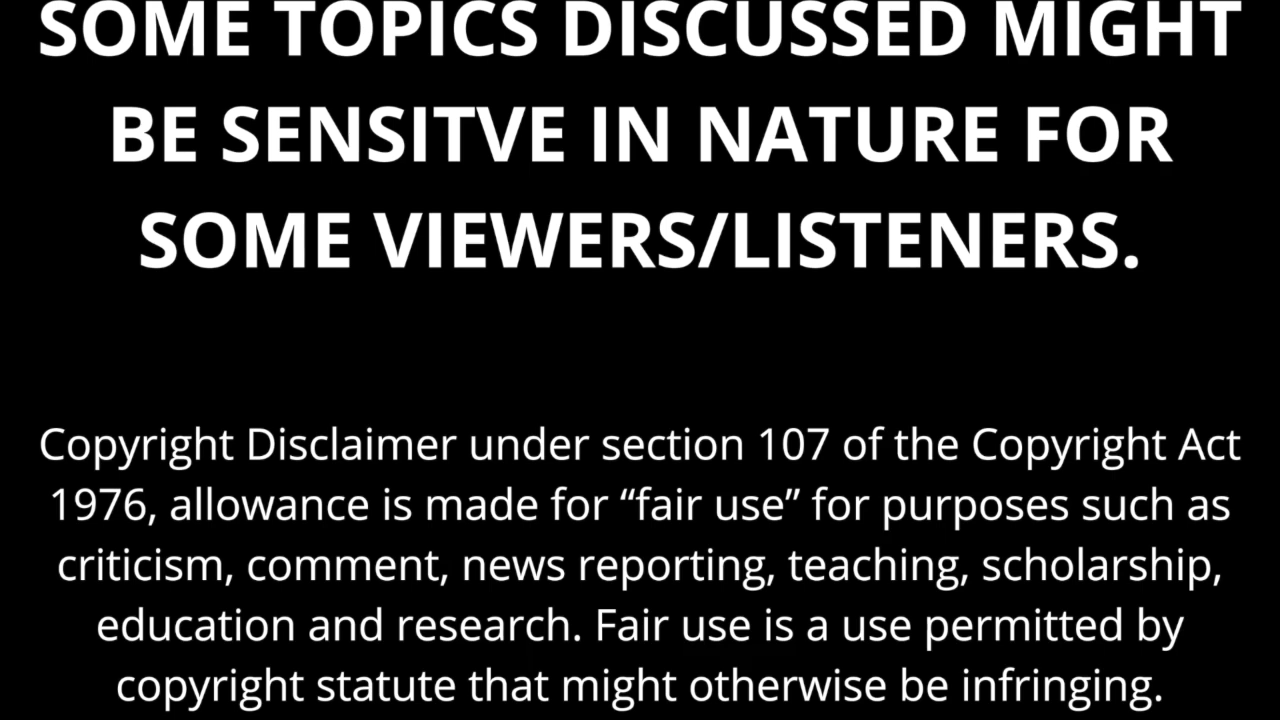 SOME TOPICS DISCUSSED MIGHT
BE SENSITVE IN NATURE FOR
SOME VIEWERS/LISTENERS.
Copyright Disclaimer under section 107 of the Copyright Act
1976, allowance is made for “fair use” for purposes such as
criticism, comment, news reporting, teaching, scholarship,
education and research. Fair use is a use permitted by
copyright statute that might otherwise be infringing.